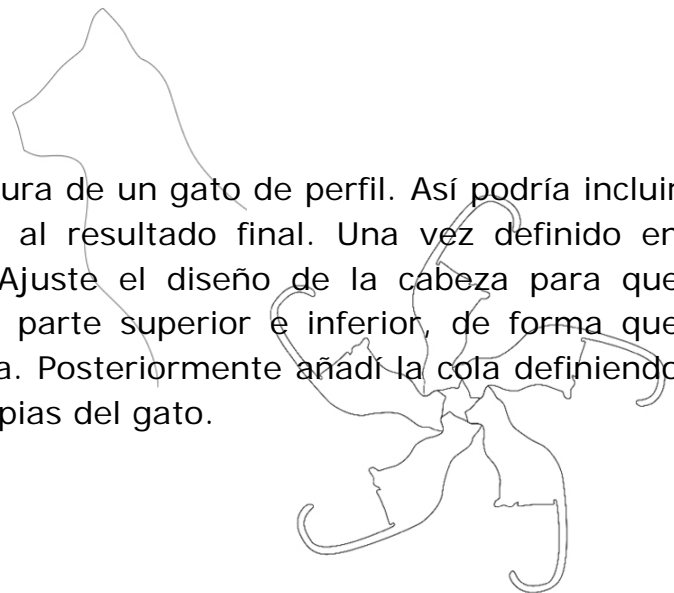 ura de un gato de perfil. Así podría incluir
al resultado final. Una vez definido en
Ajuste el diseño de la cabeza para que
parte superior e inferior, de forma que
a. Posteriormente añadí la cola definiendo
pias del gato.